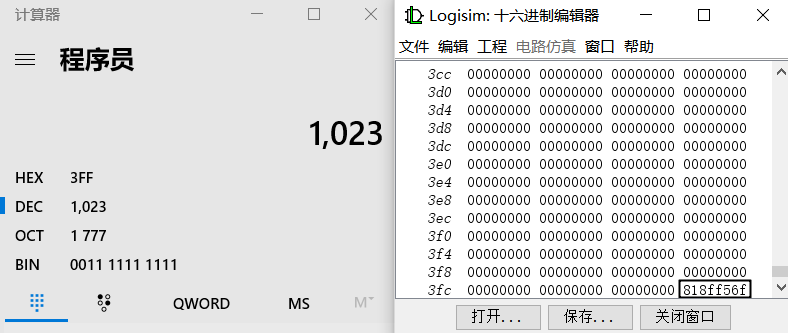 计算器
程序员
1,023
HEX 3FF
DEC 1,023
OCT 1 777
BIN 0011 1111 1111
QWORD MS M
Logisim: 十六进制编辑器
文件 编辑 工程 电路仿真 窗口 帮助
3cc 00000000 00000000 00000000 00000000
3d0 00000000 00000000 00000000 00000000
3d4 00000000 00000000 00000000 00000000
3d8 00000000 00000000 00000000 00000000
3dc 00000000 00000000 00000000 00000000
3e0 00000000 00000000 00000000 00000000
3e4 00000000 00000000 00000000 00000000
3e8 00000000 00000000 00000000 00000000
3ec 00000000 00000000 00000000 00000000
3f0 00000000 00000000 00000000 00000000
3f4 00000000 00000000 00000000 00000000
3f8 00000000 00000000 00000000 00000000
3fc 00000000 00000000 00000000 818ff56f
打开... 保存... 关闭窗口